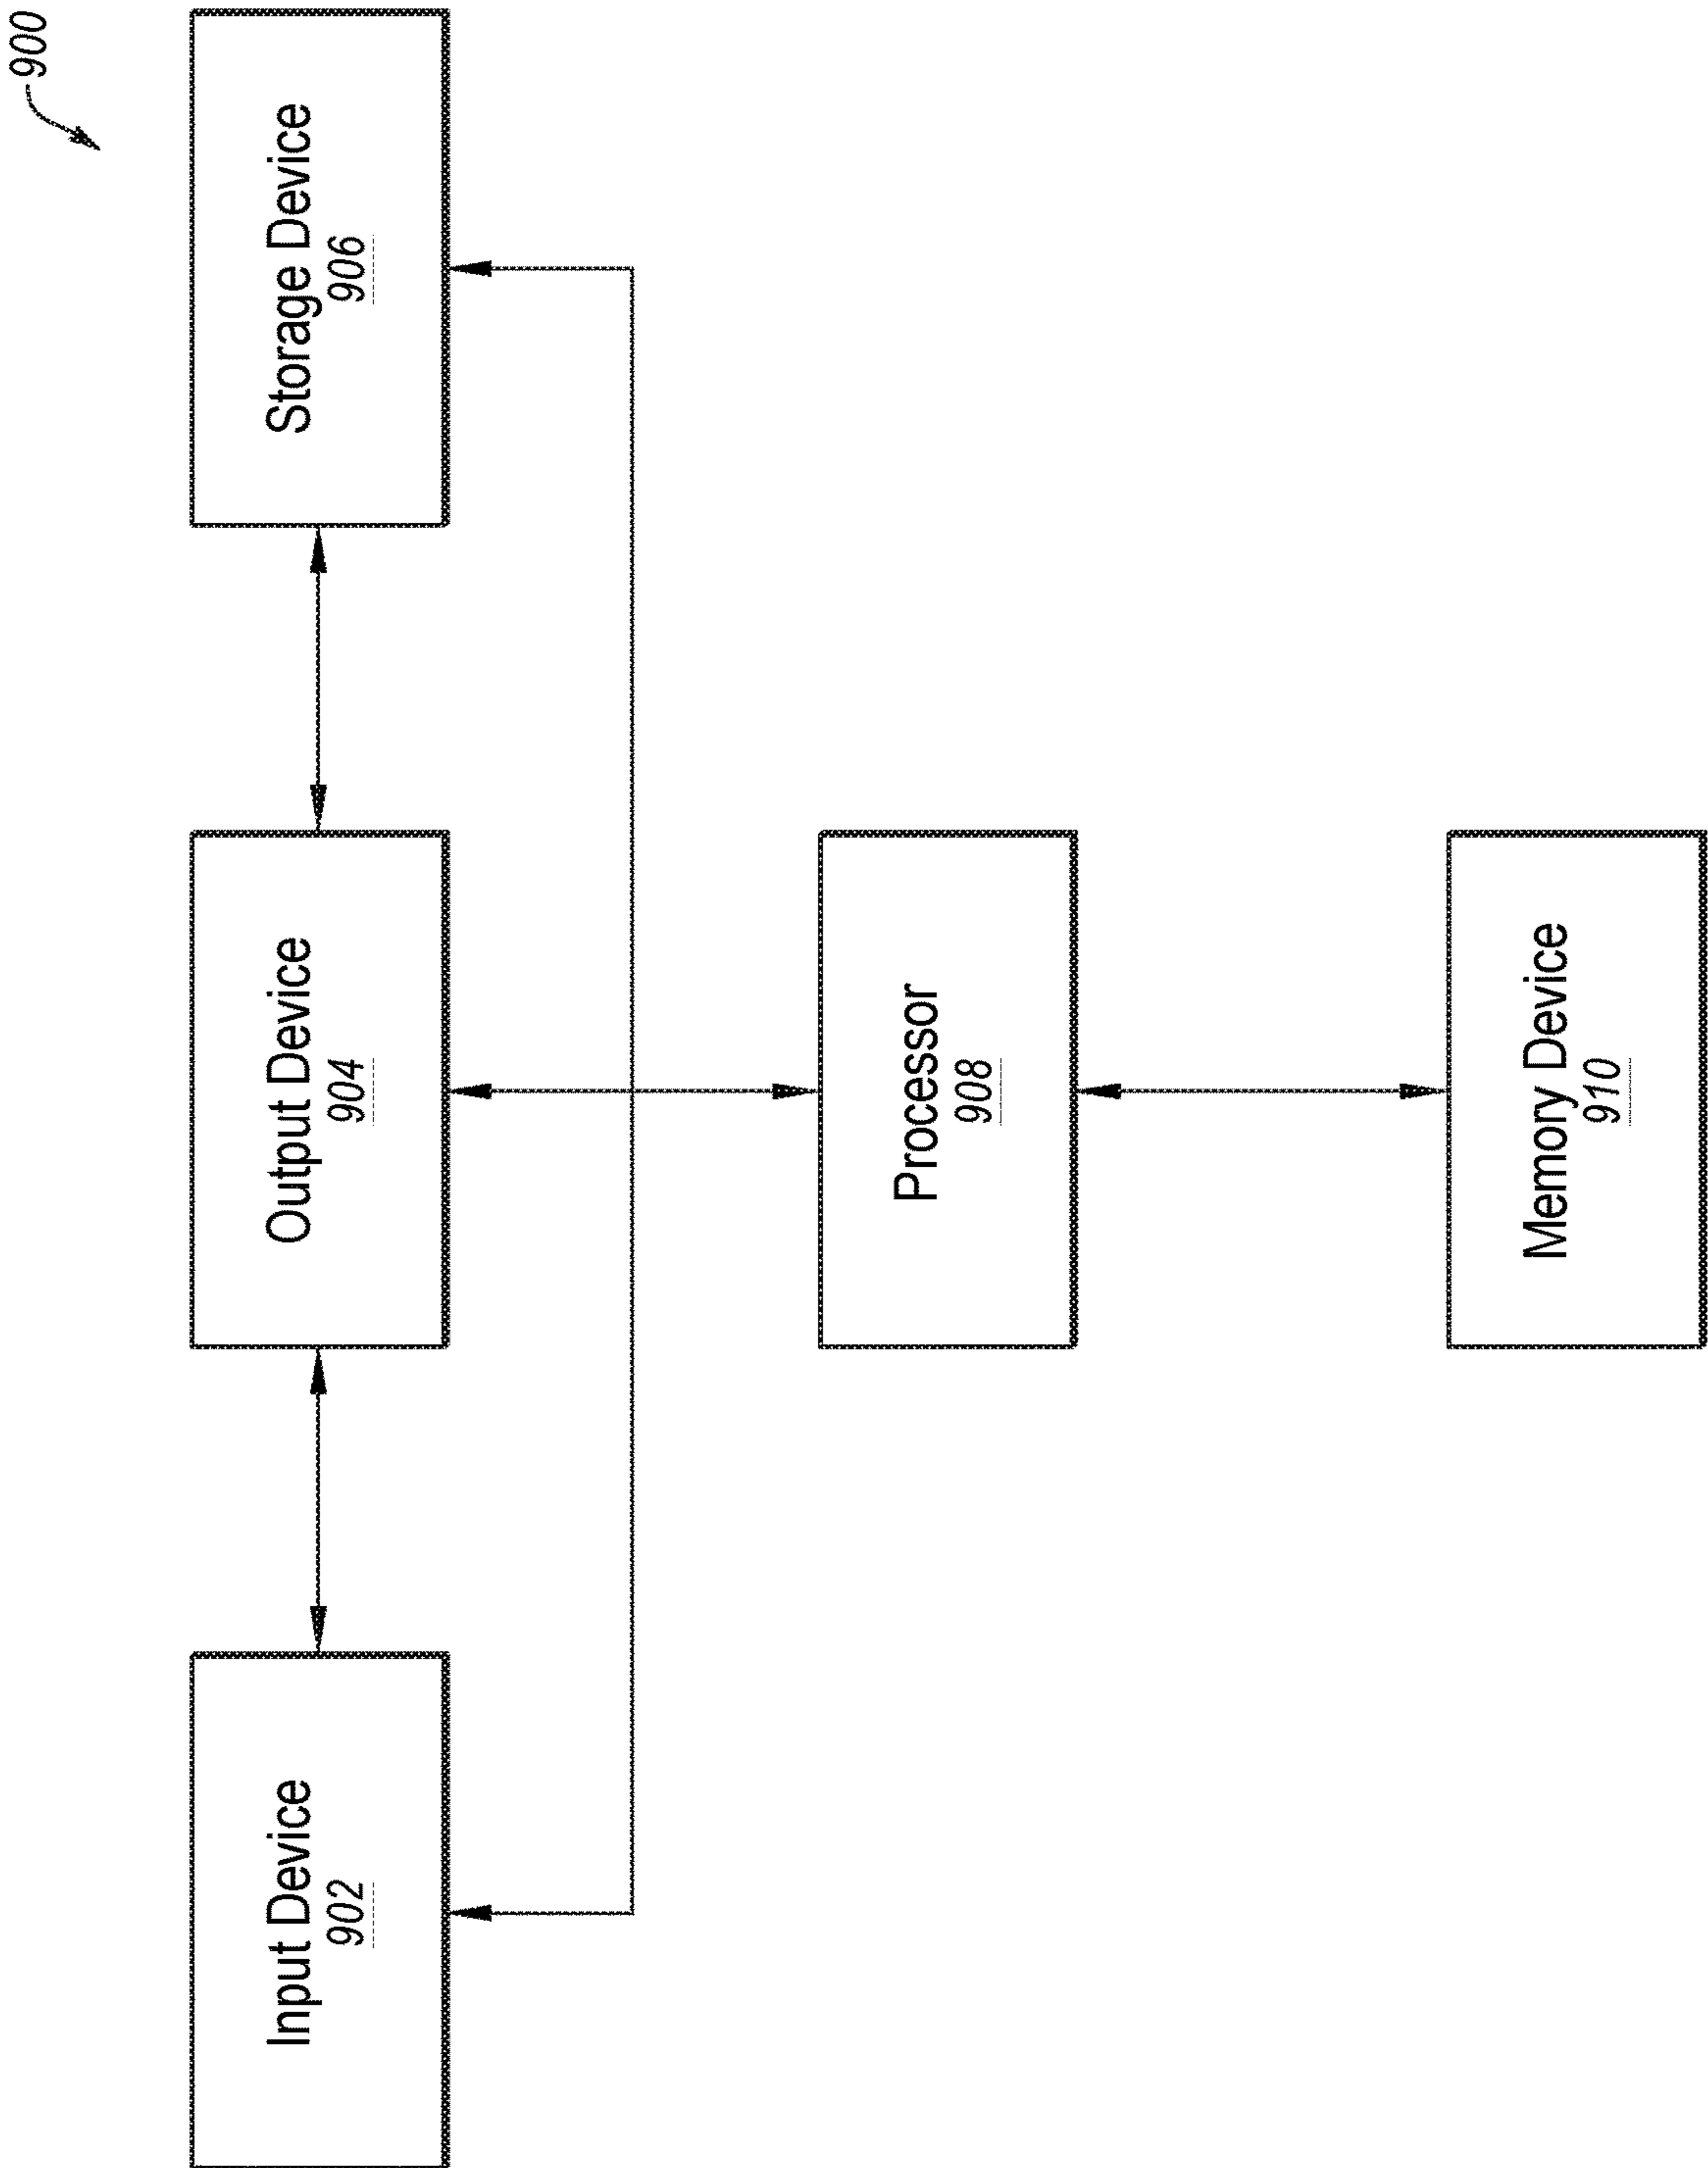 900
Input Device
902
Output Device
904
Storage Device
906
Processor
908
Memory Device
910